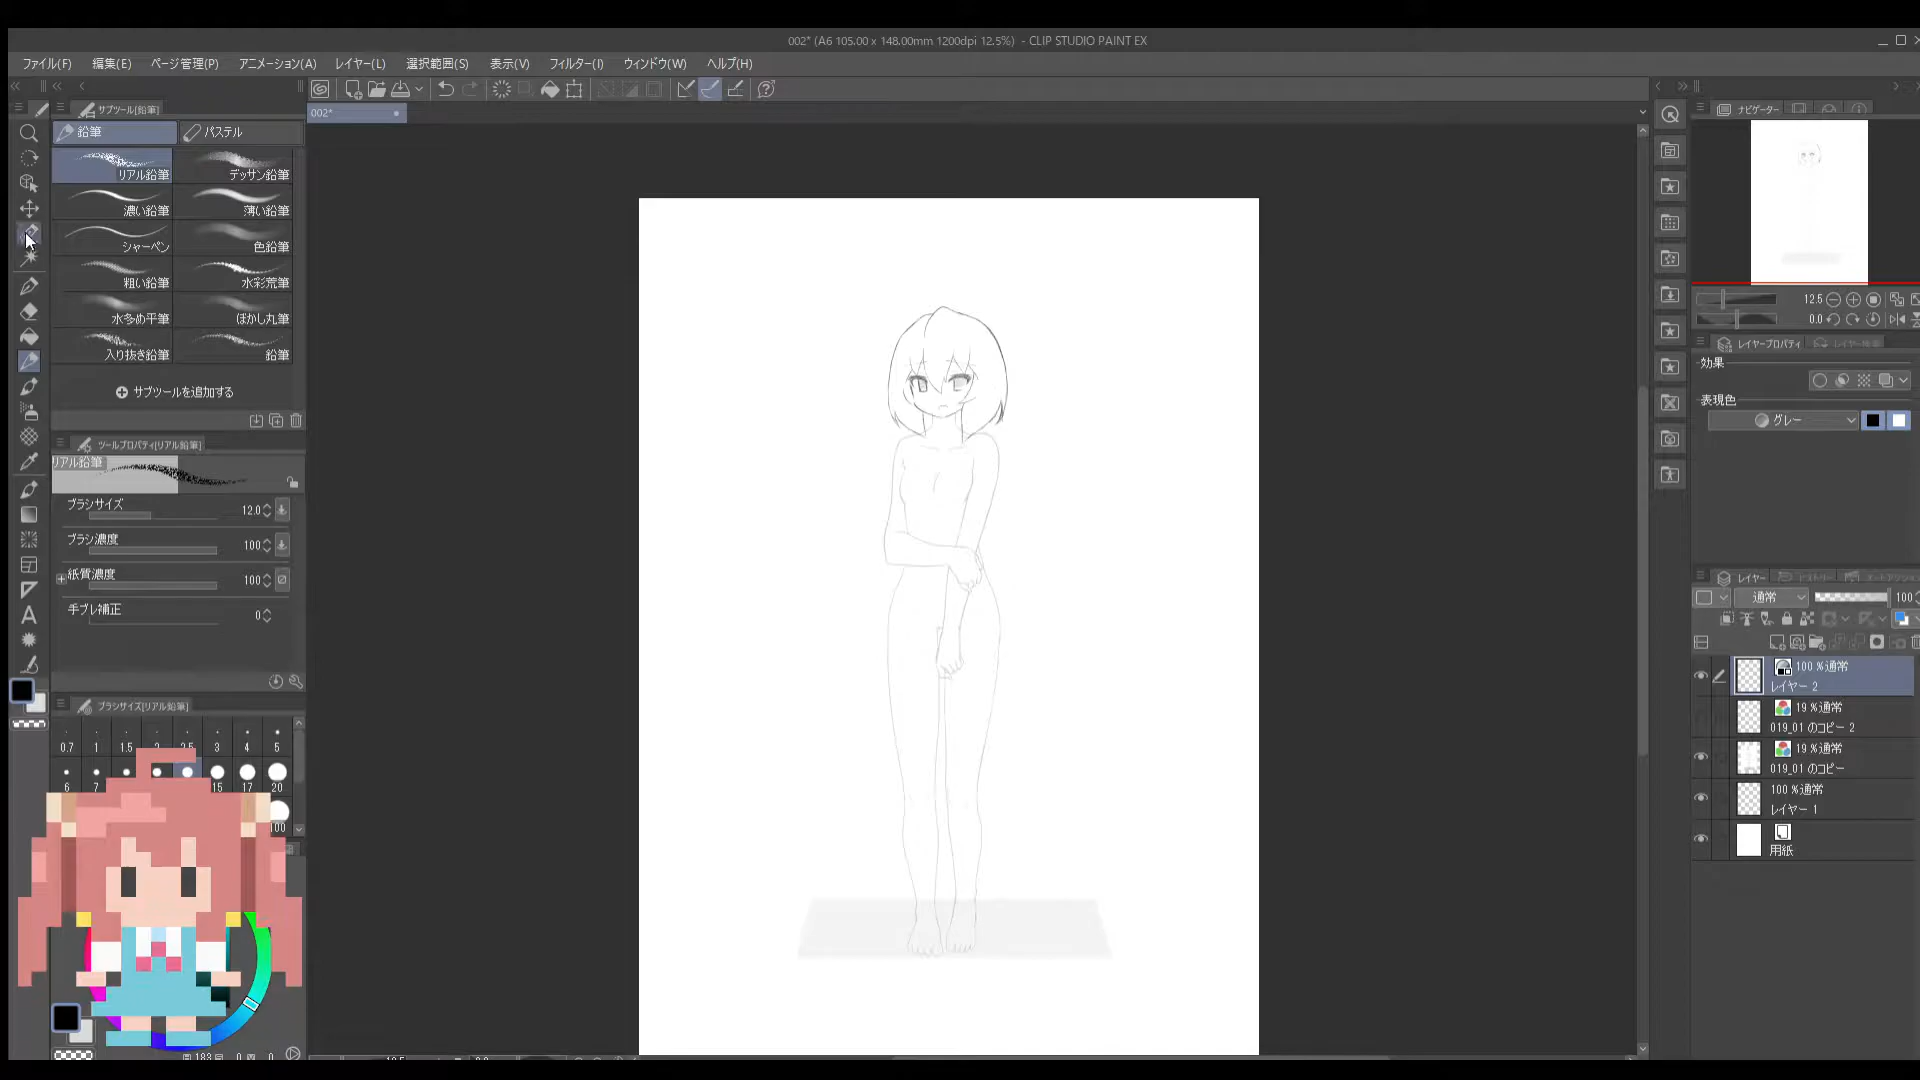 002* (A6 105.00 x 148.00mm 1200dpi 12.5%)  - CLIP STUDIO PAINT EX
ファイル(F) 編集(E) ページ管理(P) アニメーション(A) レイヤー(L) 選択範囲(S) 表示(V) フィルター(I) ウィンドウ(W) ヘルプ(H)
サブツール[鉛筆]
002*
ナビゲーター
鉛筆 パステル
リアル鉛筆 デッサン鉛筆
濃い鉛筆 薄い鉛筆
シャーペン 色鉛筆
粗い鉛筆 水彩荒筆
水多め平筆 ぼかし丸筆
入り抜き鉛筆 鉛筆
サブツールを追加する
ツールプロパティ[リアル鉛筆]
リアル鉛筆
ブラシサイズ 12.0
ブラシ濃度 100
紙質濃度 100
手ブレ補正 0
ブラシサイズ[リアル鉛筆]
0.7 1 1.5 2 2.5 3 4 5
6 7 15 17 20
100
12.5
0.0
レイヤープロパティ
効果
表現色
グレー
レイヤー
通常 100
100 %通常
レイヤー 2
19 %通常
019_01 のコピー 2
19 %通常
019_01 のコピー
100 %通常
レイヤー 1
用紙
A